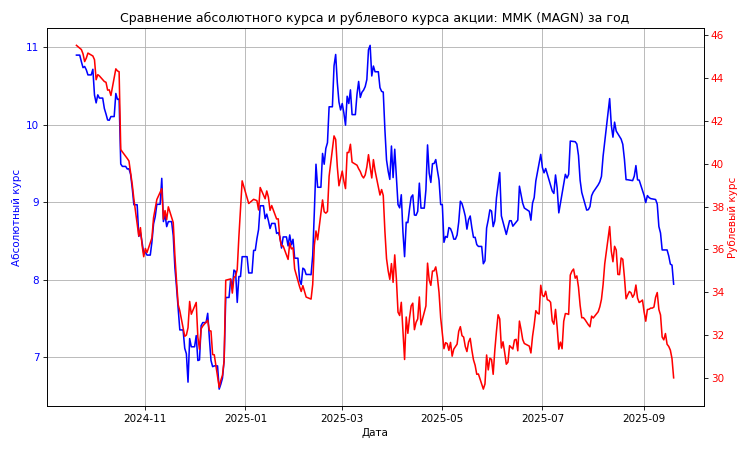 Сравнение абсолютного курса и рублевого курса акции: ММК (MAGN) за год
11
10
9
8
7
Абсолютный курс
46
44
42
40
38
36
34
32
30
Рублевый курс
2024-11 2025-01 2025-03 2025-05 2025-07 2025-09
Дата